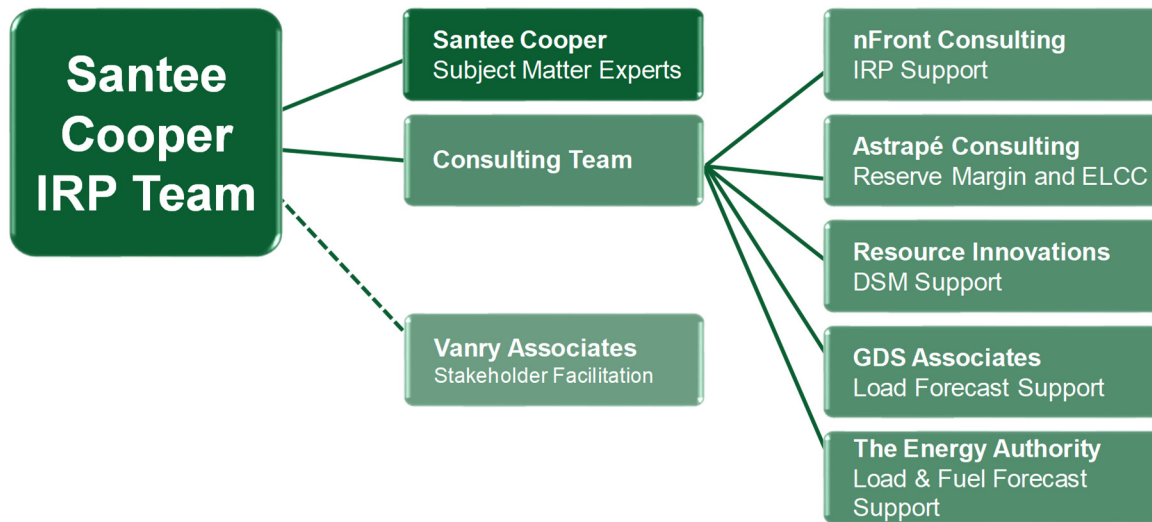 Santee
Cooper
IRP Team
Santee Cooper
Subject Matter Experts
Consulting Team
Vanry Associates
Stakeholder Facilitation
nFront Consulting
IRP Support
Astrapé Consulting
Reserve Margin and ELCC
Resource Innovations
DSM Support
GDS Associates
Load Forecast Support
The Energy Authority
Load & Fuel Forecast
Support